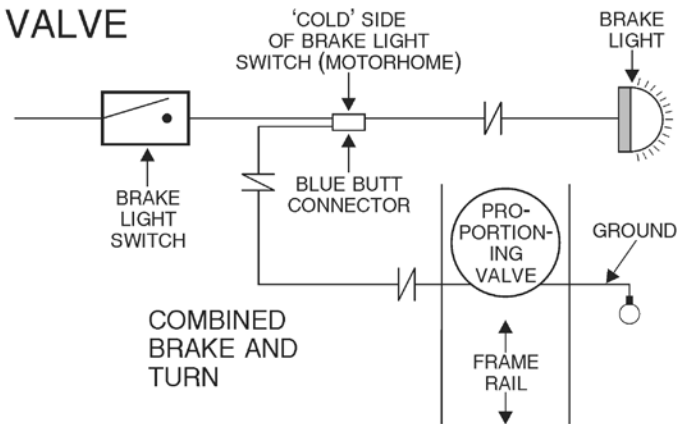 VALVE
‘COLD’ SIDE
OF BRAKE LIGHT
SWITCH (MOTORHOME)
BRAKE
LIGHT
BRAKE
LIGHT
SWITCH
BLUE BUTT
CONNECTOR
PRO-
PORTION-
ING
VALVE
GROUND
COMBINED
BRAKE AND
TURN
FRAME
RAIL